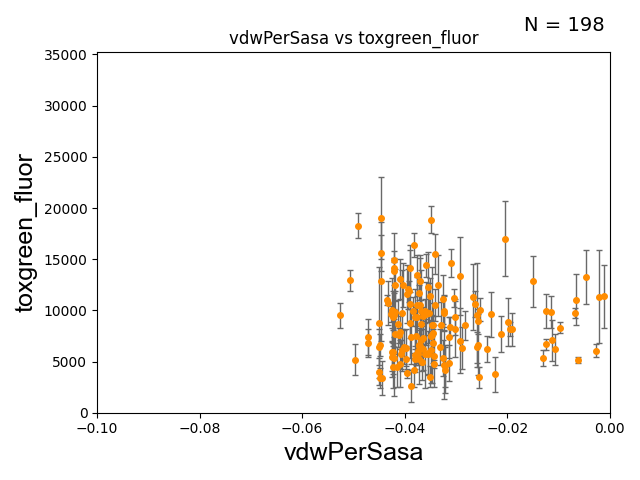 N = 198
vdwPerSasa vs toxgreen_fluor
35000
30000
25000
20000
15000
10000
5000
0
toxgreen_fluor
−0.10 −0.08 −0.06 −0.04 −0.02 0.00
vdwPerSasa